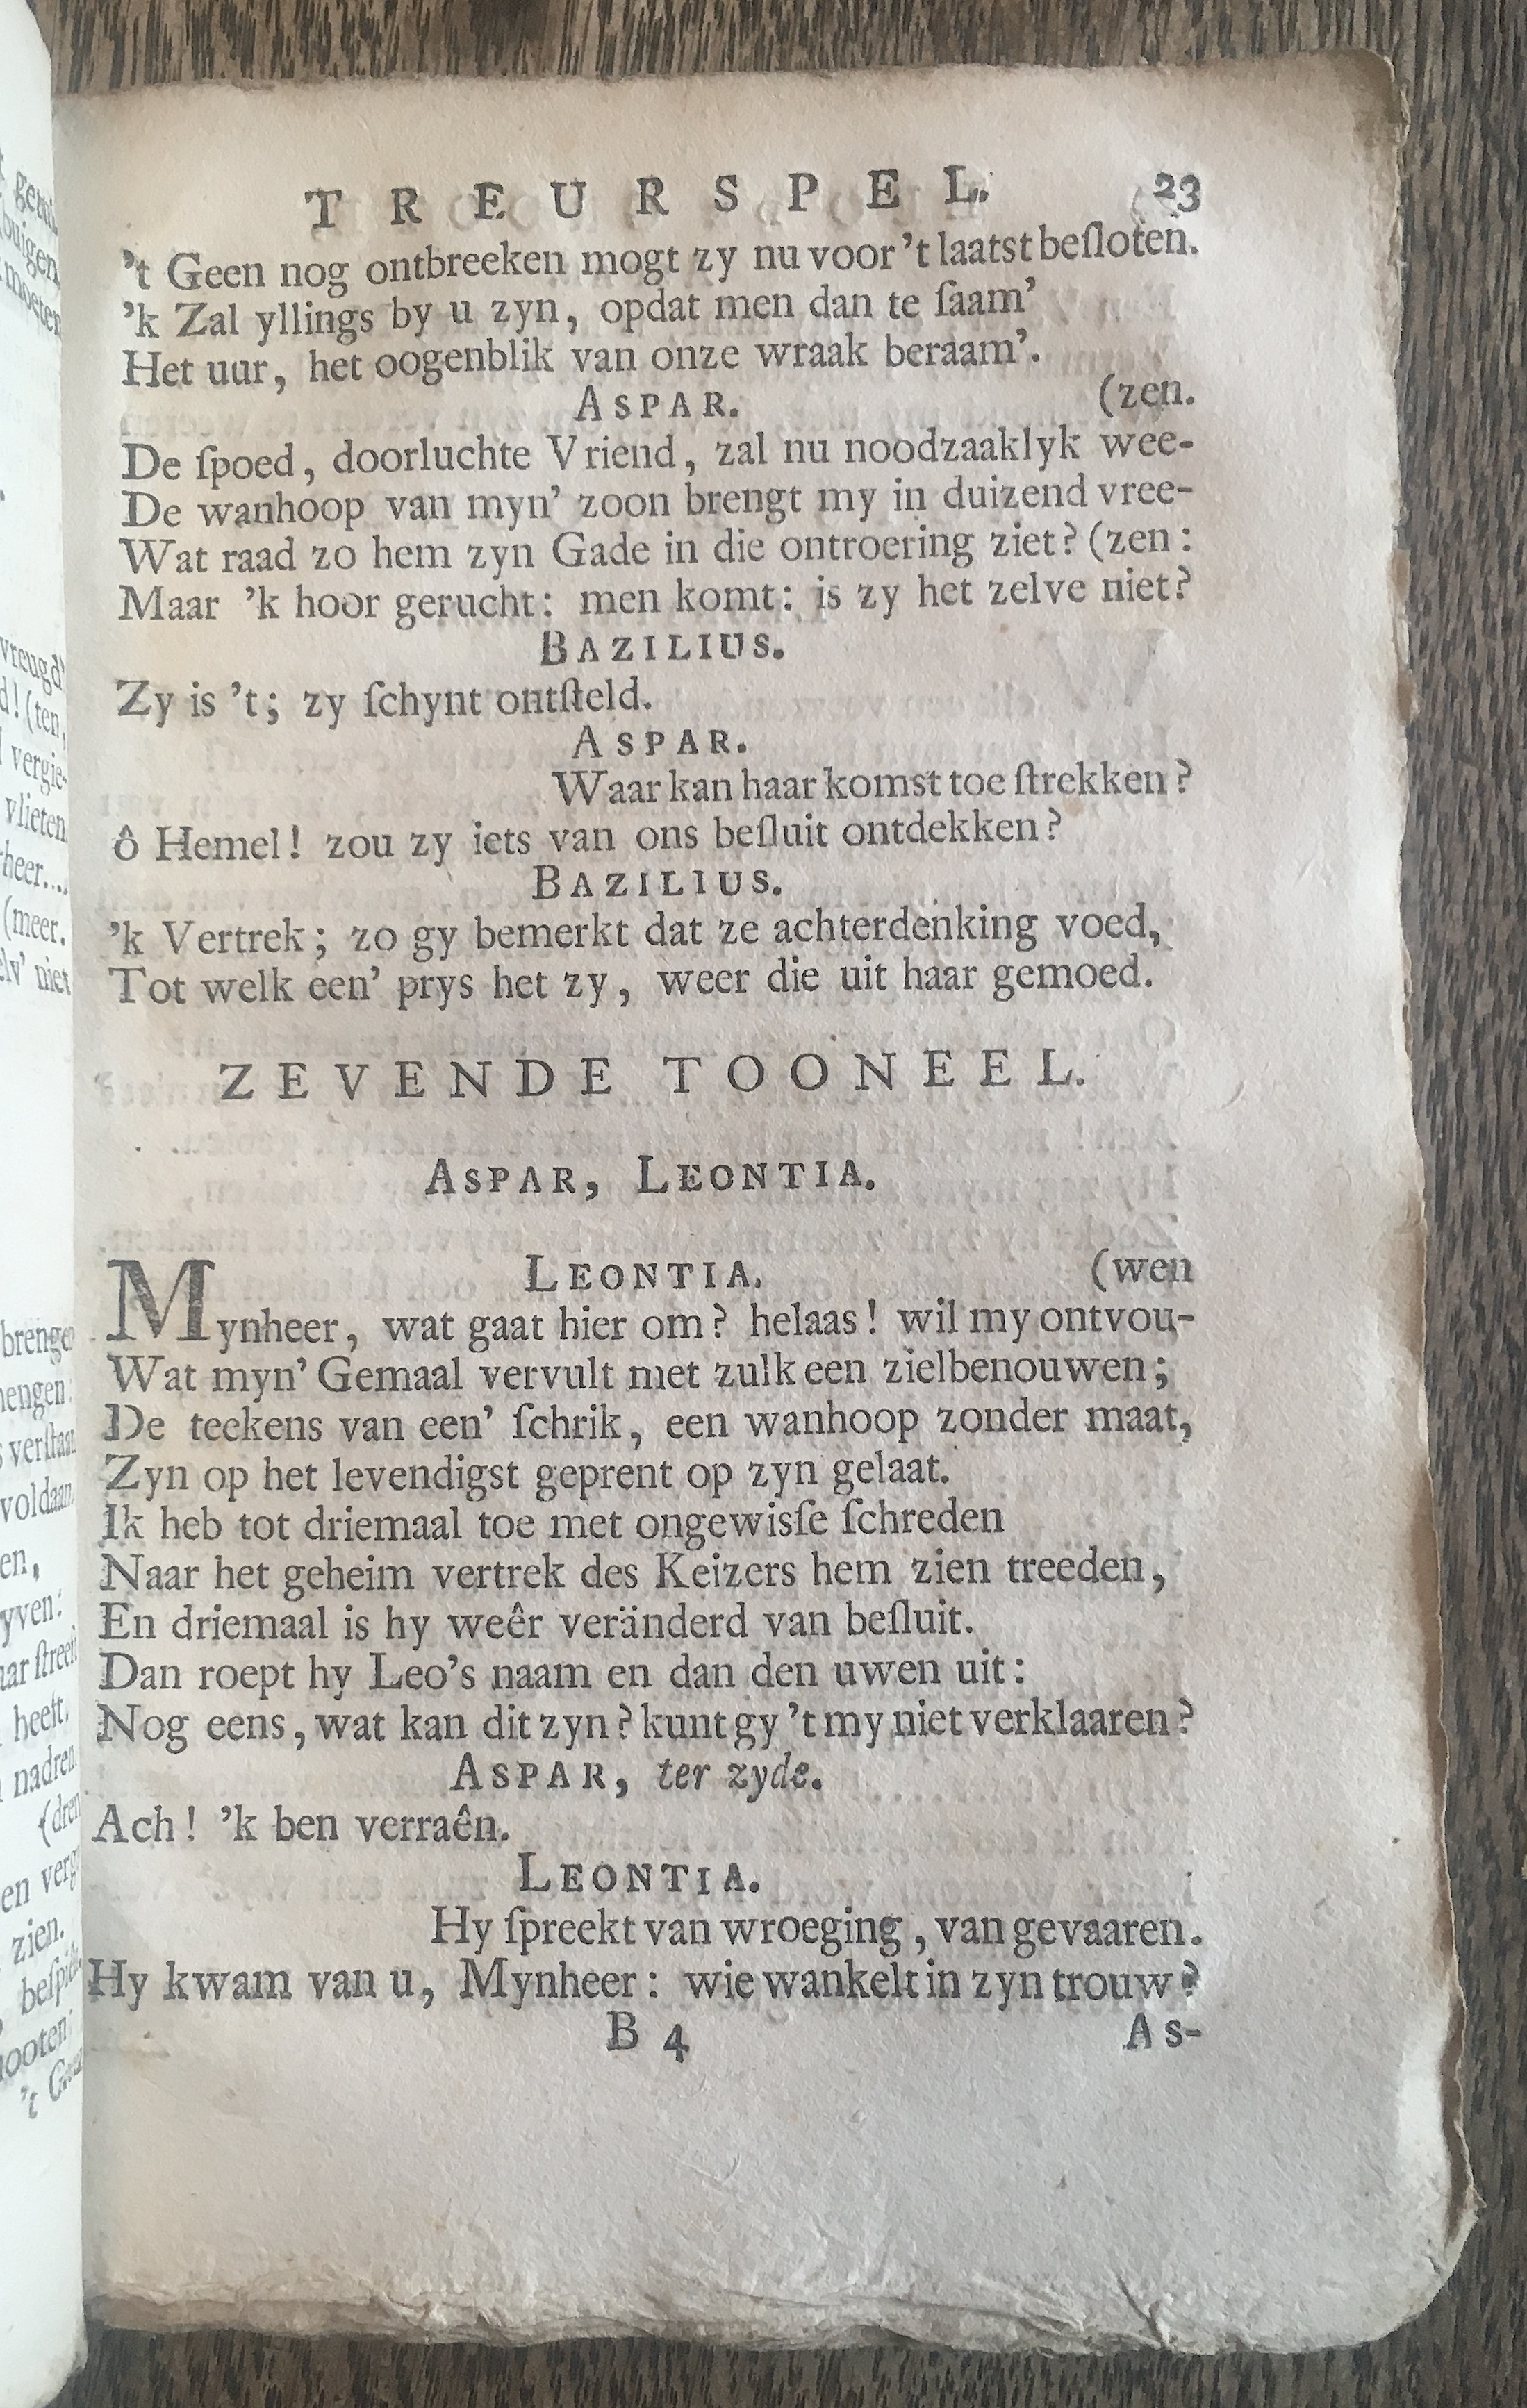 TREURSPEL. 23
’t Geen nog ontbreeken mogt zy nu voor ’t laatst beſloten.
’k Zal yllings by u zyn, opdat men dan te ſaam’
Het uur, het oogenblik van onze wraak beraam’.
ASPAR. (zen.
De ſpoed, doorluchte Vriend, zal nu noodzaaklyk wee-
De wanhoop van myn’ zoon brengt my in duizend vree-
Wat raad zo hem zyn Gade in die ontroering ziet? (zen:
Maar ’k hoor gerucht: men komt: is zy het zelve niet?
BAZILIUS.
Zy is ’t; zy ſchynt ontſteld.
ASPAR.
Waar kan haar komst toe ſtrekken?
ô Hemel! zou zy iets van ons beſluit ontdekken?
BAZILIUS.
’k Vertrek; zo gy bemerkt dat ze achterdenking voed,
Tot welk een’ prys het zy, weer die uit haar gemoed.
ZEVENDE TOONEEL.
ASPAR, LEONTIA.
LEONTIA. (wen
Mynheer, wat gaat hier om? helaas! wil my ontvou-
Wat myn’ Gemaal vervult met zulk een zielbenouwen;
De teekens van een’ ſchrik, een wanhoop zonder maat,
Zyn op het levendigst geprent op zyn gelaat.
Ik heb tot driemaal toe met ongewisſe ſchreden
Naar het geheim vertrek des Keizers hem zien treeden,
En driemaal is hy weêr veränderd van beſluit.
Dan roept hy Leo’s naam en dan den uwen uit:
Nog eens, wat kan dit zyn? kunt gy ’t my niet verklaaren?
ASPAR, ter zyde.
Ach! ’k ben verraên.
LEONTIA.
Hy ſpreekt van wroeging, van gevaaren.
Hy kwam van u, Mynheer: wie wankelt in zyn trouw?
B 4 As-